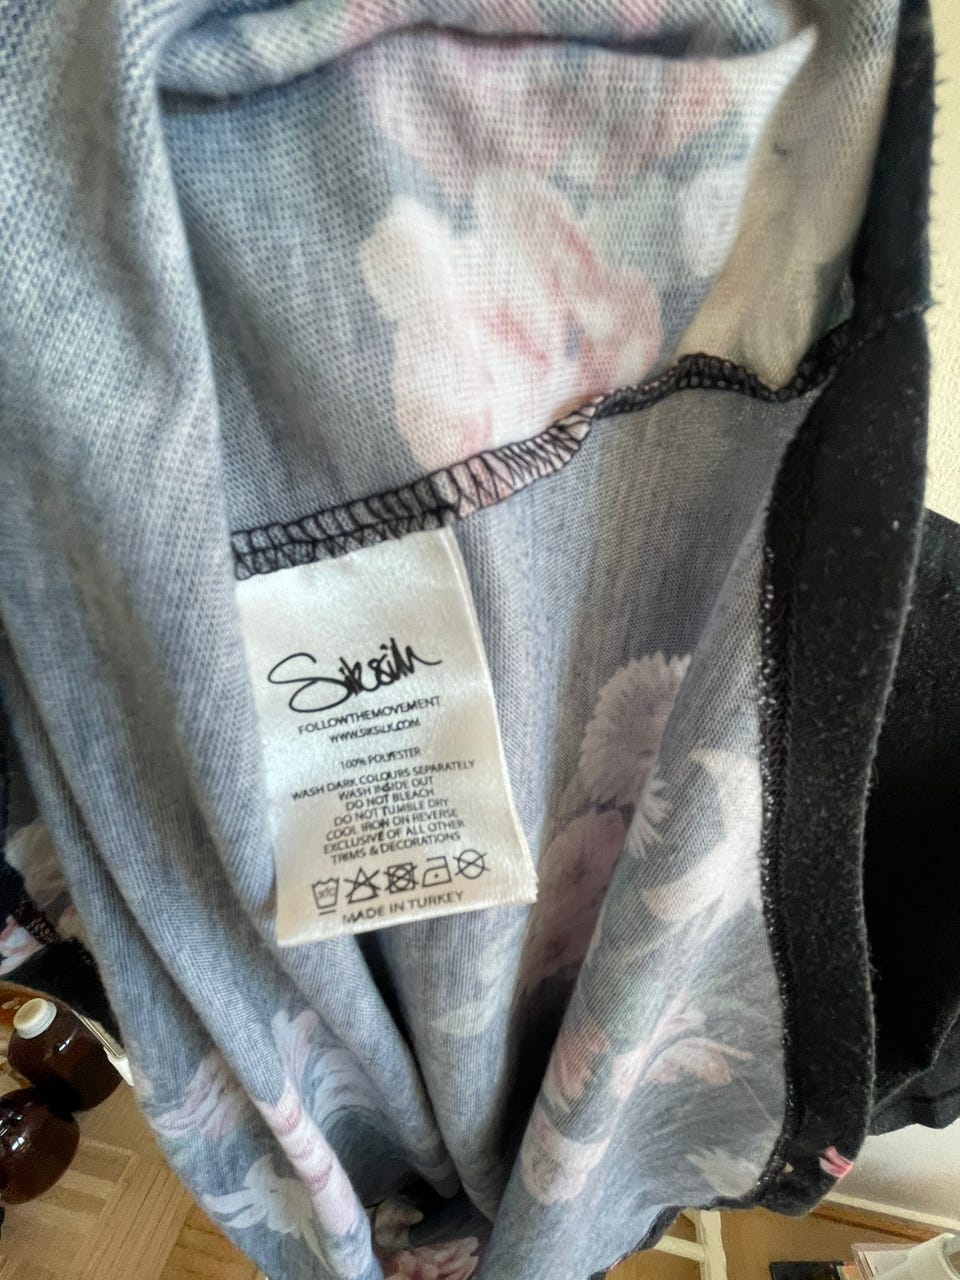 SikSilk
FOLLOWTHEMOVEMENT
WWW.SIKSILK.COM
100% POLYESTER
WASH DARK COLOURS SEPARATELY
WASH INSIDE OUT
DO NOT BLEACH
DO NOT TUMBLE DRY
COOL IRON ON REVERSE
EXCLUSIVE OF ALL OTHER
TRIMS & DECORATIONS
30
MADE IN TURKEY